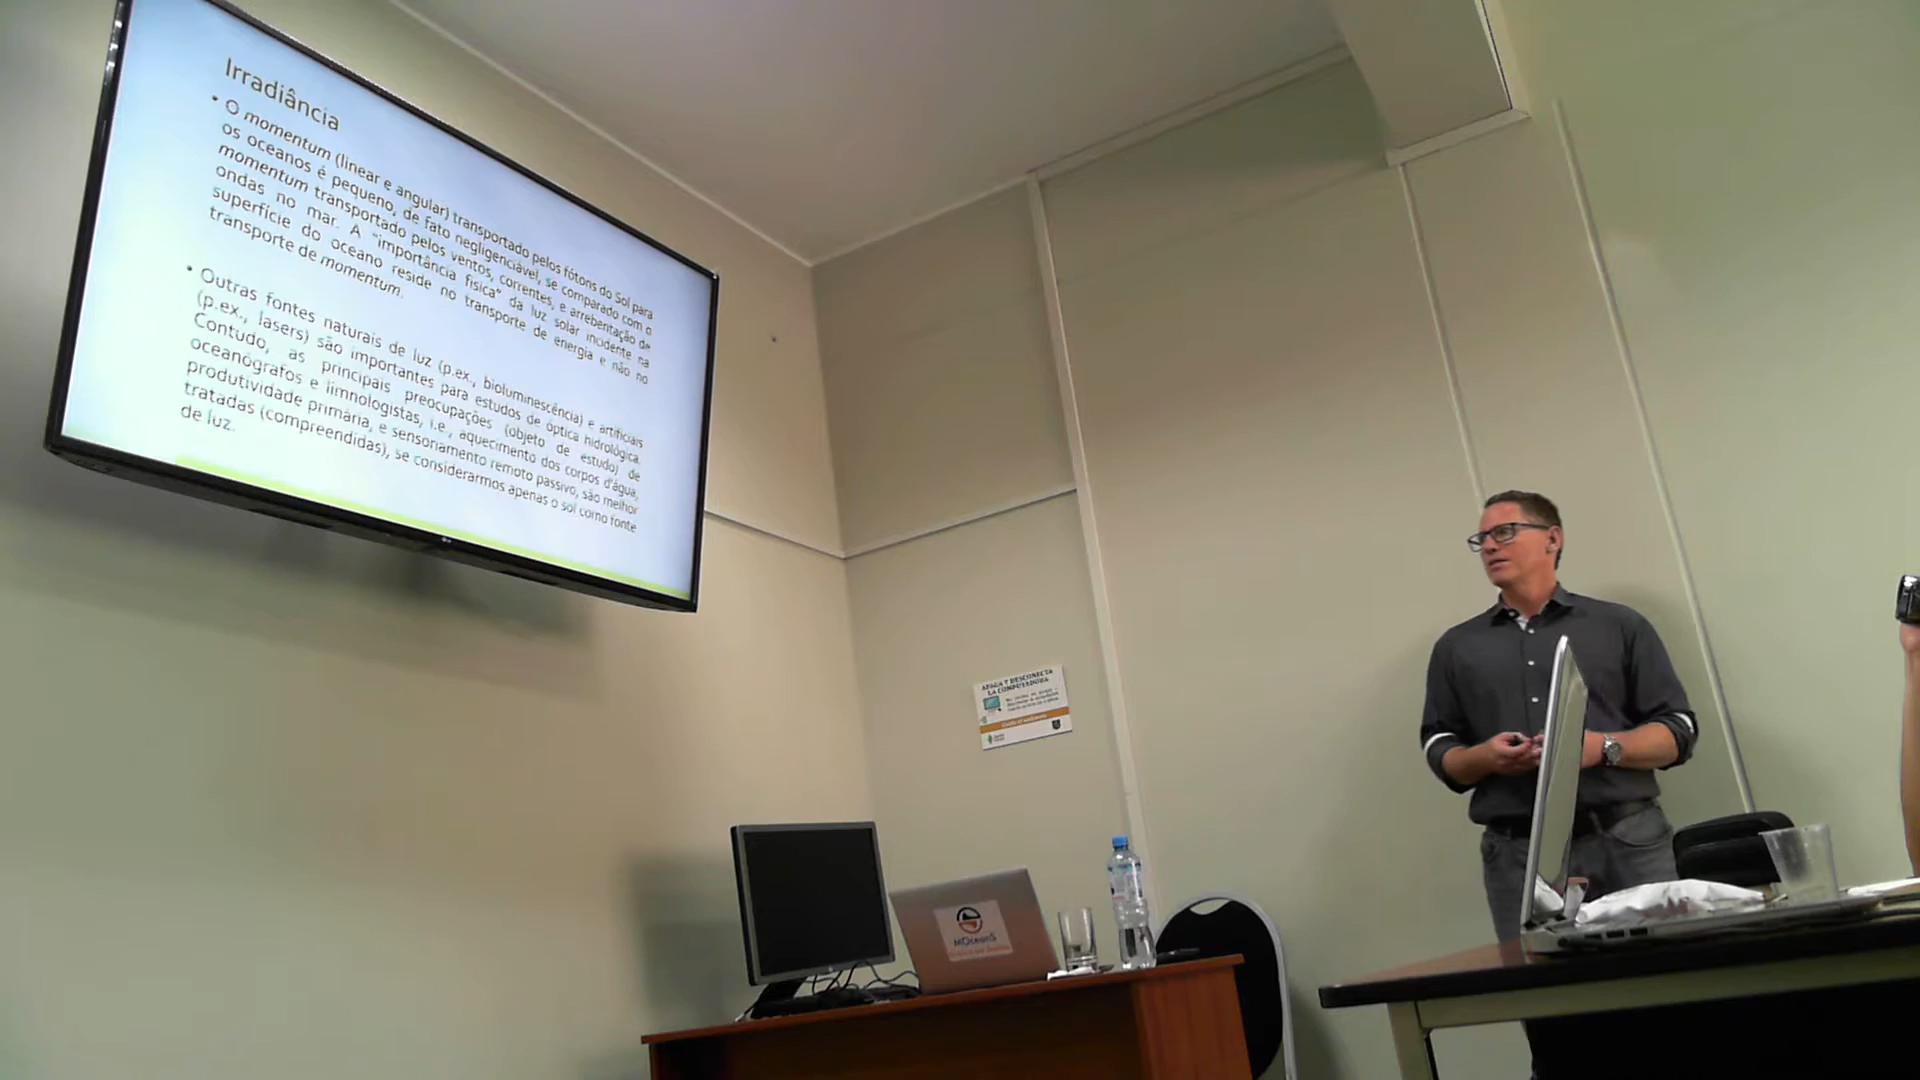 Irradiância
• O momentum (linear e angular) transportado pelos fótons do Sol para
os oceanos é pequeno, de fato negligenciável, se comparado com o
momentum transportado pelos ventos, correntes, e arrebentação de
ondas no mar. A "importância física" da luz solar incidente na
superfície do oceano reside no transporte de energia e não no
transporte de momentum.
• Outras fontes naturais de luz (p.ex., bioluminescência) e artificiais
(p.ex., lasers) são importantes para estudos de óptica hidrológica.
Contudo, as principais preocupações (objeto de estudo) de
oceanógrafos e limnologistas, i.e., aquecimento dos corpos d'água,
produtividade primária, e sensoriamento remoto passivo, são melhor
tratadas (compreendidas), se considerarmos apenas o sol como fonte
de luz.
APAGA Y DESCONECTA
LA COMPUTADORA
MOceanS